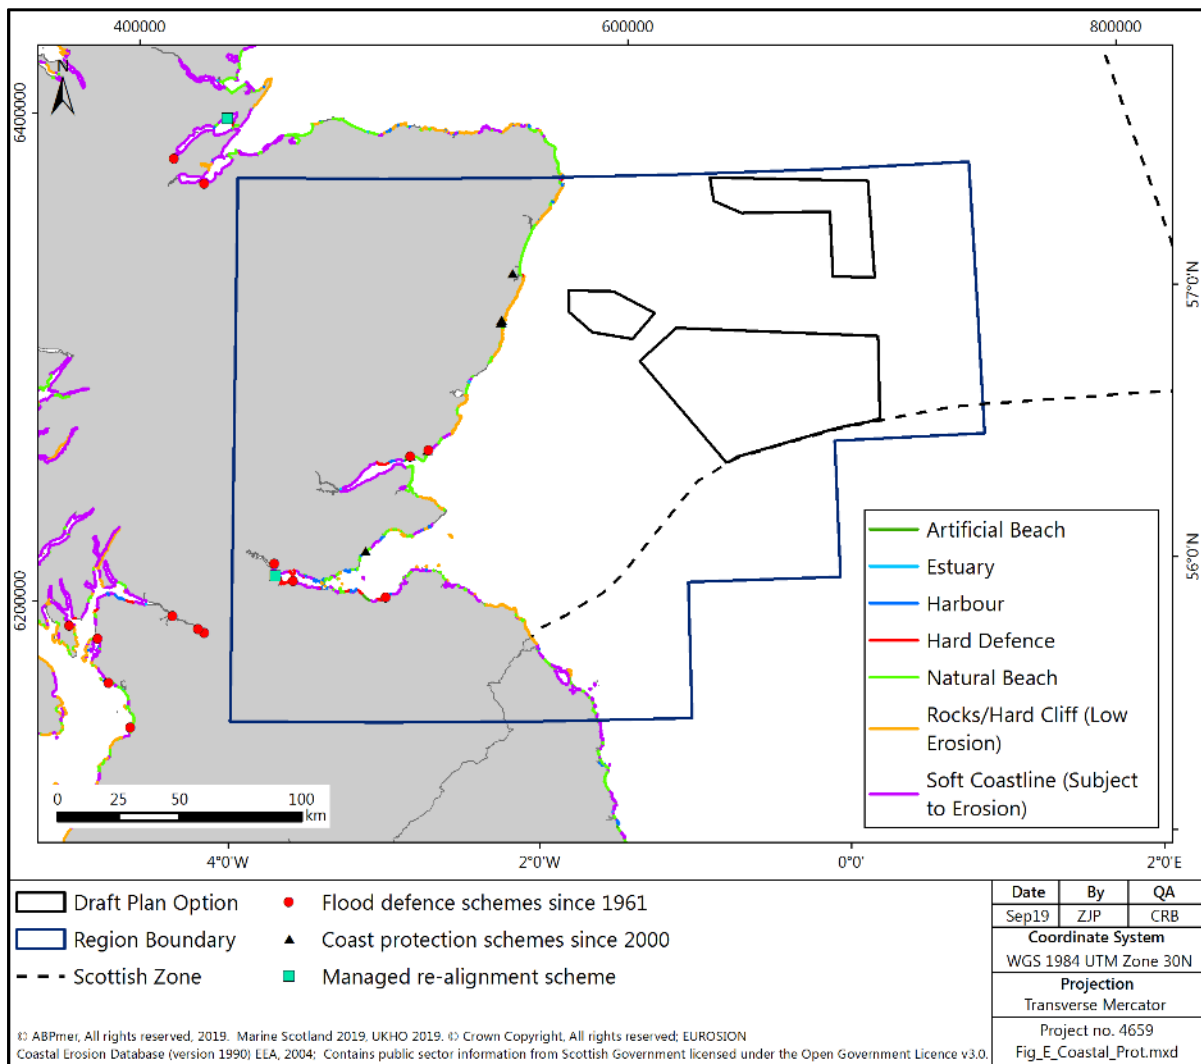 400000
600000
800000
N
6400000
6200000
57°0'N
56°0'N
Artificial Beach
Estuary
Harbour
Hard Defence
Natural Beach
Rocks/Hard Cliff (Low
Erosion)
Soft Coastline (Subject
to Erosion)
0 25 50 100
km
4°0'W
2°0'W
0°0'
2°0'E
Draft Plan Option
Flood defence schemes since 1961
Region Boundary
Coast protection schemes since 2000
Scottish Zone
Managed re-alignment scheme
Date By QA
Sep19 ZJP CRB
Coordinate System
WGS 1984 UTM Zone 30N
Projection
Transverse Mercator
Project no. 4659
Fig_E_Coastal_Prot.mxd
© ABPmer, All rights reserved, 2019. Marine Scotland 2019, UKHO 2019. © Crown Copyright, All rights reserved; EUROSION
Coastal Erosion Database (version 1990) EEA, 2004; Contains public sector information from Scottish Government licensed under the Open Government Licence v3.0.